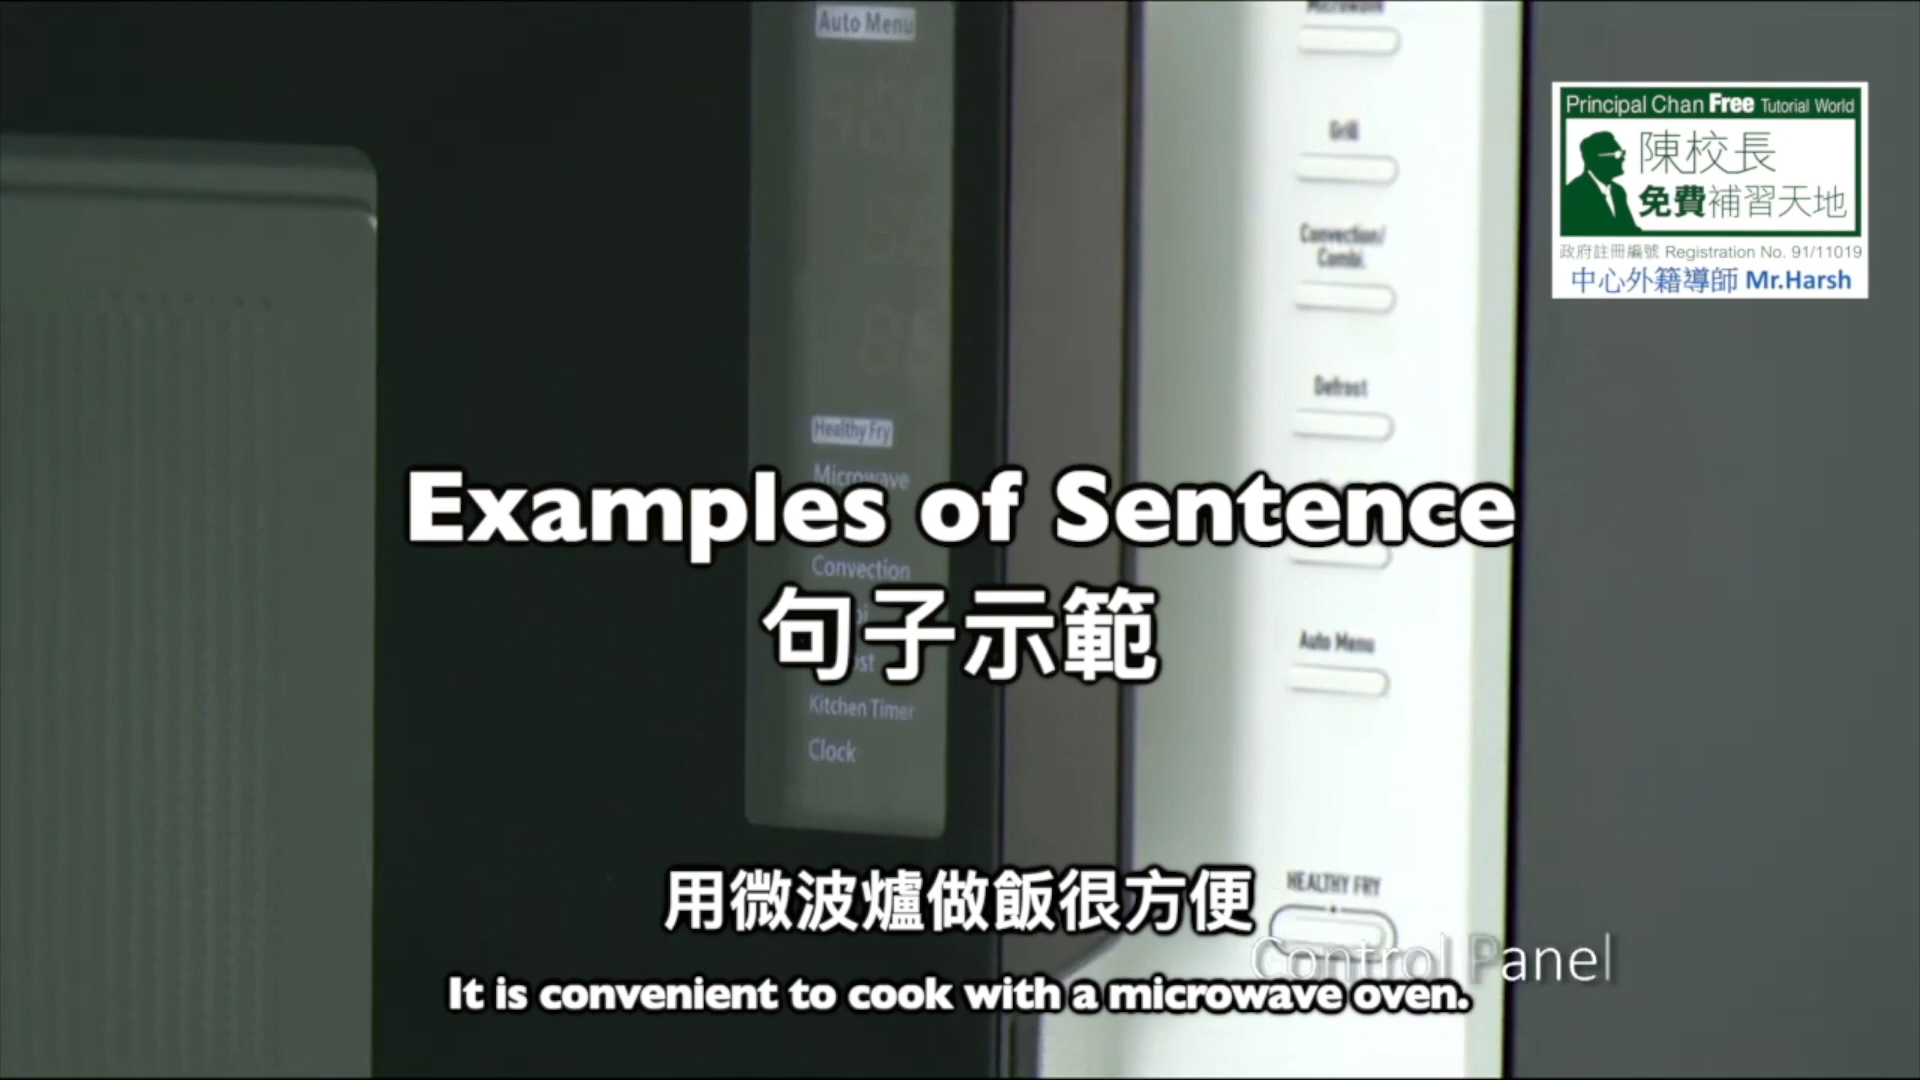 Auto Menu
Microwave
Grill
Convection/
Combi.
Defrost
Healthy Fry
Microwave
Examples of Sentence
Convection
句子示範
Auto Menu
Kitchen Timer
Clock
HEALTHY FRY
用微波爐做飯很方便
Control Panel
It is convenient to cook with a microwave oven.
Principal Chan Free Tutorial World
陳校長
免費補習天地
政府註冊編號 Registration No. 91/11019
中心外籍導師 Mr.Harsh